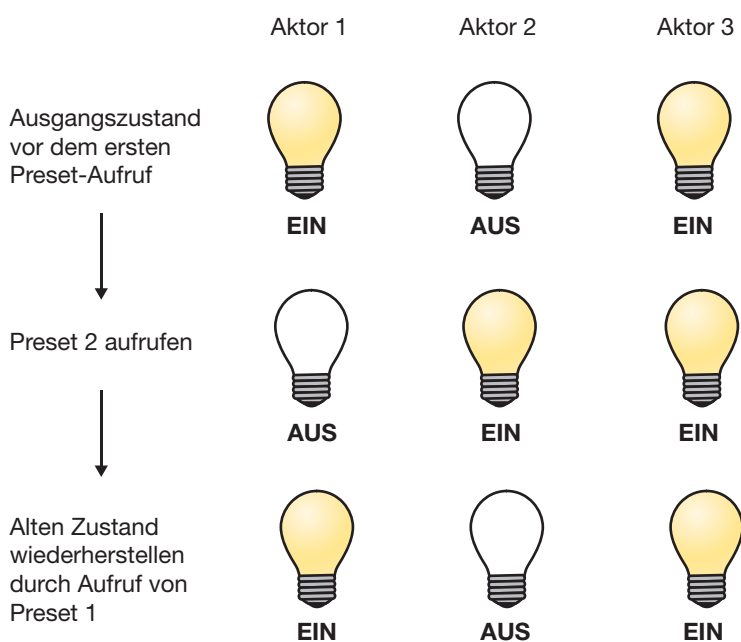 Aktor 1
Aktor 2
Aktor 3
Ausgangszustand
vor dem ersten
Preset-Aufruf
EIN
AUS
EIN
Preset 2 aufrufen
AUS
EIN
EIN
Alten Zustand
wiederherstellen
durch Aufruf von
Preset 1
EIN
AUS
EIN